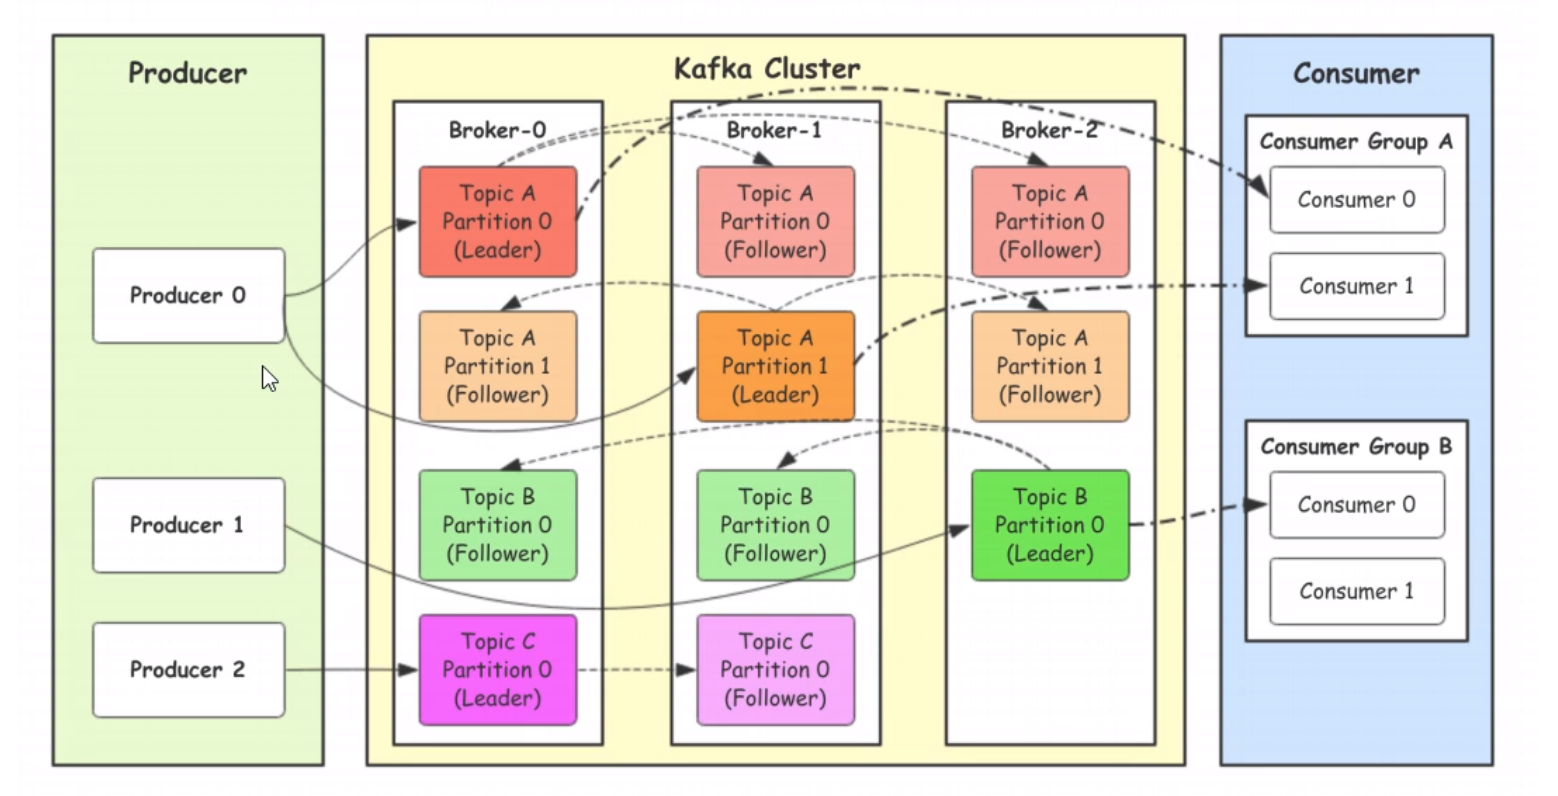 Producer
Producer 0
Producer 1
Producer 2
Kafka Cluster
Broker-0
Topic A
Partition 0
(Leader)
Topic A
Partition 1
(Follower)
Topic B
Partition 0
(Follower)
Topic C
Partition 0
(Leader)
Broker-1
Topic A
Partition 0
(Follower)
Topic A
Partition 1
(Leader)
Topic B
Partition 0
(Follower)
Topic C
Partition 0
(Follower)
Broker-2
Topic A
Partition 0
(Follower)
Topic A
Partition 1
(Follower)
Topic B
Partition 0
(Leader)
Consumer
Consumer Group A
Consumer 0
Consumer 1
Consumer Group B
Consumer 0
Consumer 1